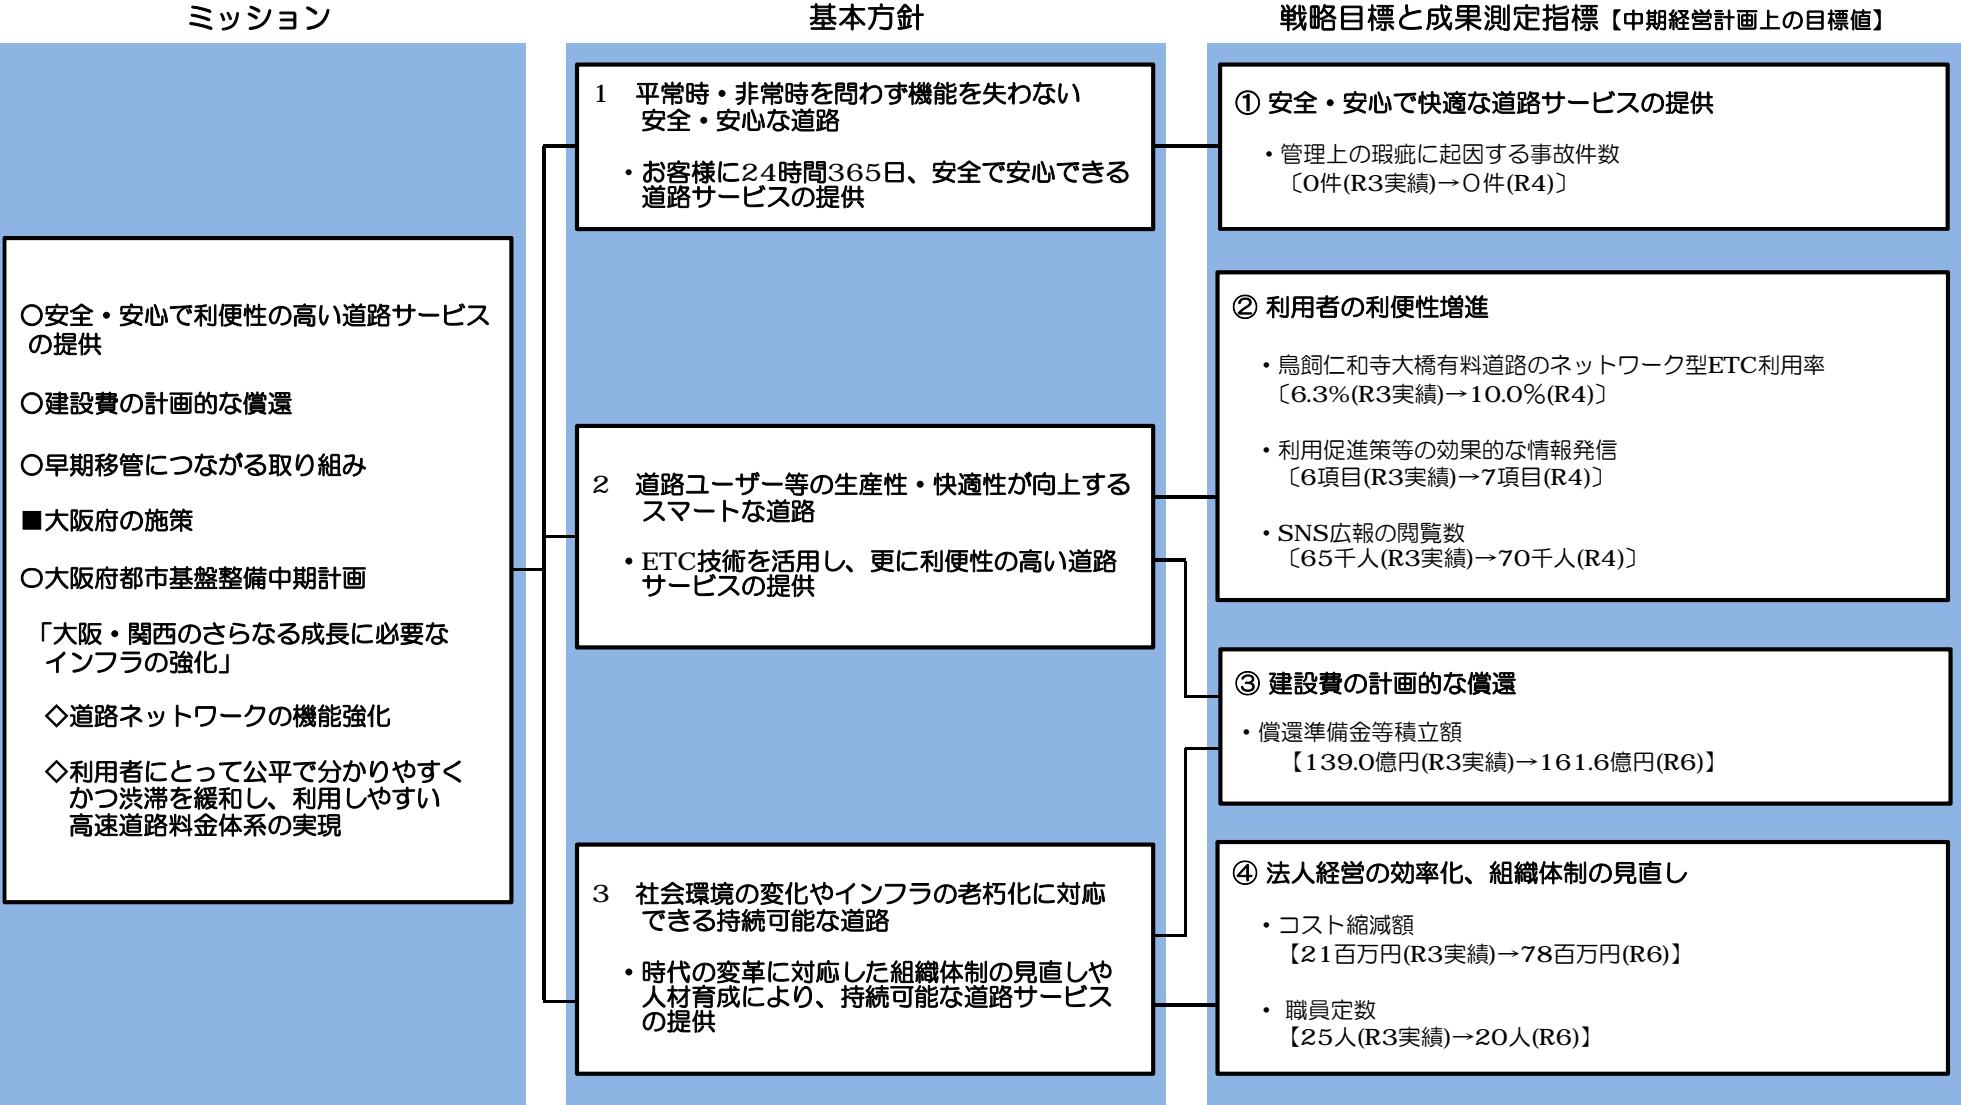 ミッション
○安全・安心で利便性の高い道路サービス
の提供
○建設費の計画的な償還
○早期移管につながる取り組み
■大阪府の施策
○大阪府都市基盤整備中期計画
「大阪・関西のさらなる成長に必要な
インフラの強化」
◇道路ネットワークの機能強化
◇利用者にとって公平で分かりやすく
かつ渋滞を緩和し、利用しやすい
高速道路料金体系の実現
基本方針
1 平常時・非常時を問わず機能を失わない
安全・安心な道路
・お客様に24時間365日、安全で安心できる
道路サービスの提供
2 道路ユーザー等の生産性・快適性が向上する
スマートな道路
・ETC技術を活用し、更に利便性の高い道路
サービスの提供
3 社会環境の変化やインフラの老朽化に対応
できる持続可能な道路
・時代の変革に対応した組織体制の見直しや
人材育成により、持続可能な道路サービス
の提供
戦略目標と成果測定指標【中期経営計画上の目標値】
① 安全・安心で快適な道路サービスの提供
・管理上の瑕疵に起因する事故件数
〔0件(R3実績)→０件(R4)〕
② 利用者の利便性増進
・鳥飼仁和寺大橋有料道路のネットワーク型ETC利用率
〔6.3%(R3実績)→10.0％(R4)〕
・利用促進策等の効果的な情報発信
〔6項目(R3実績)→7項目(R4)〕
・SNS広報の閲覧数
〔65千人(R3実績)→70千人(R4)〕
③ 建設費の計画的な償還
・償還準備金等積立額
【139.0億円(R3実績)→161.6億円(R6)】
④ 法人経営の効率化、組織体制の見直し
・コスト縮減額
【21百万円(R3実績)→78百万円(R6)】
・ 職員定数
【25人(R3実績)→20人(R6)】